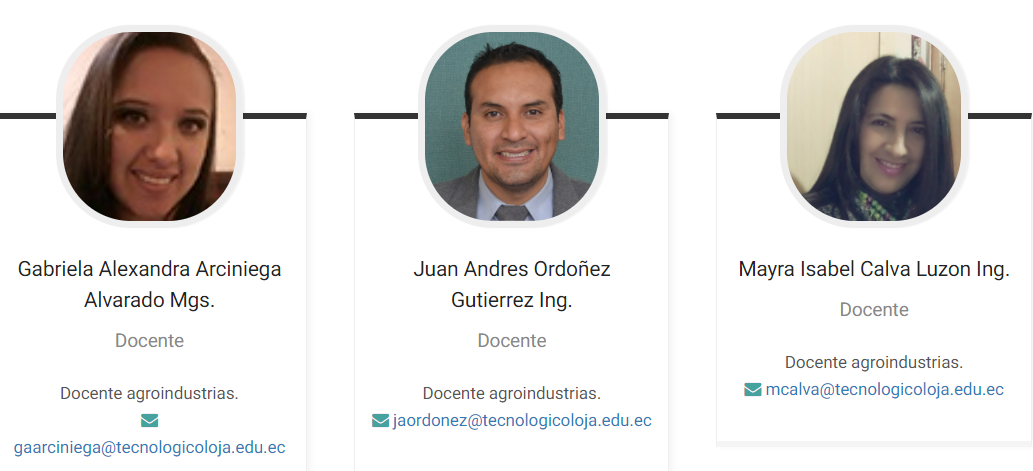 Gabriela Alexandra Arciniega
Alvarado Mgs.
Docente
Docente agroindustrias.
gaarciniega@tecnologicoloja.edu.ec
Juan Andres Ordoñez
Gutierrez Ing.
Docente
Docente agroindustrias.
jaordonez@tecnologicoloja.edu.ec
Mayra Isabel Calva Luzon Ing.
Docente
Docente agroindustrias.
mcalva@tecnologicoloja.edu.ec